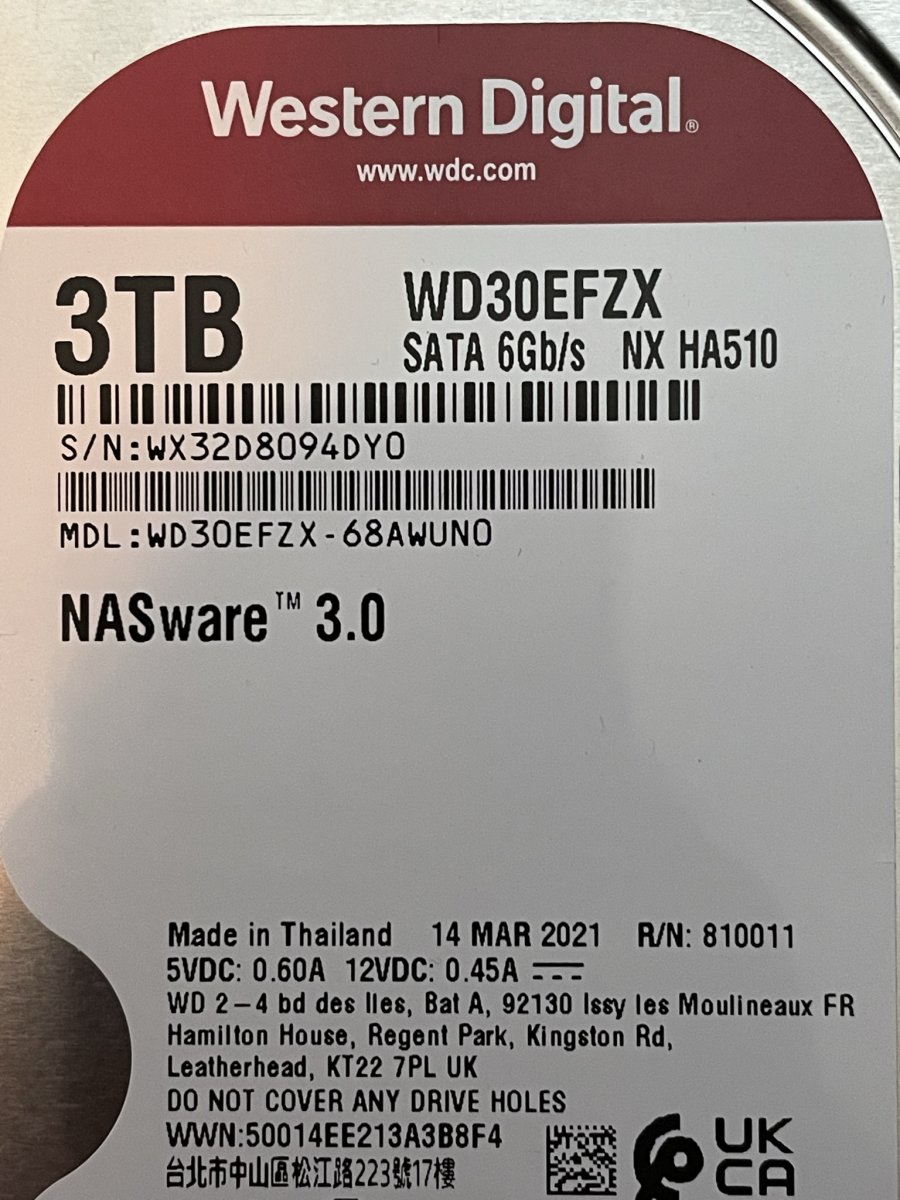 Western Digital®
www.wdc.com
3TB
WD30EFZX
SATA 6Gb/s NX HA510
S/N:WX32D8094DY0
MDL:WD30EFZX-68AWUN0
NASware™ 3.0
Made in Thailand 14 MAR 2021 R/N: 810011
5VDC: 0.60A 12VDC: 0.45A
WD 2–4 bd des Iles, Bat A, 92130 Issy les Moulineaux FR
Hamilton House, Regent Park, Kingston Rd,
Leatherhead, KT22 7PL UK
DO NOT COVER ANY DRIVE HOLES
WWN:50014EE213A3B8F4
台北市中山區松江路223號17樓
UK
CA